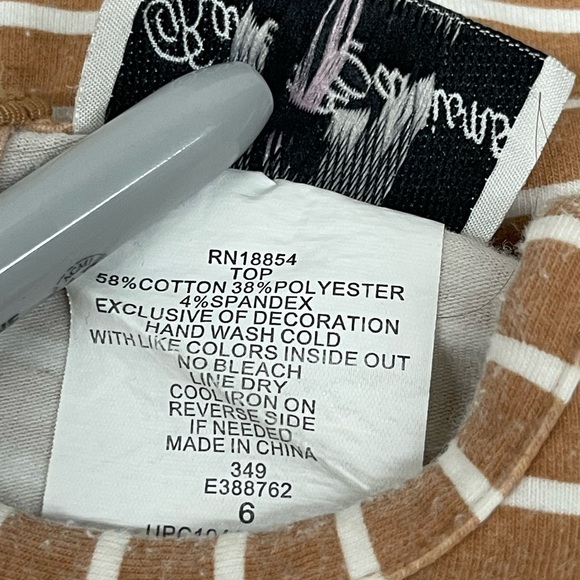 RN18854
TOP
58%COTTON 38%POLYESTER
4%SPANDEX
EXCLUSIVE OF DECORATION
HAND WASH COLD
WITH LIKE COLORS INSIDE OUT
NO BLEACH
LINE DRY
COOL IRON ON
REVERSE SIDE
IF NEEDED
MADE IN CHINA
349
E388762
6